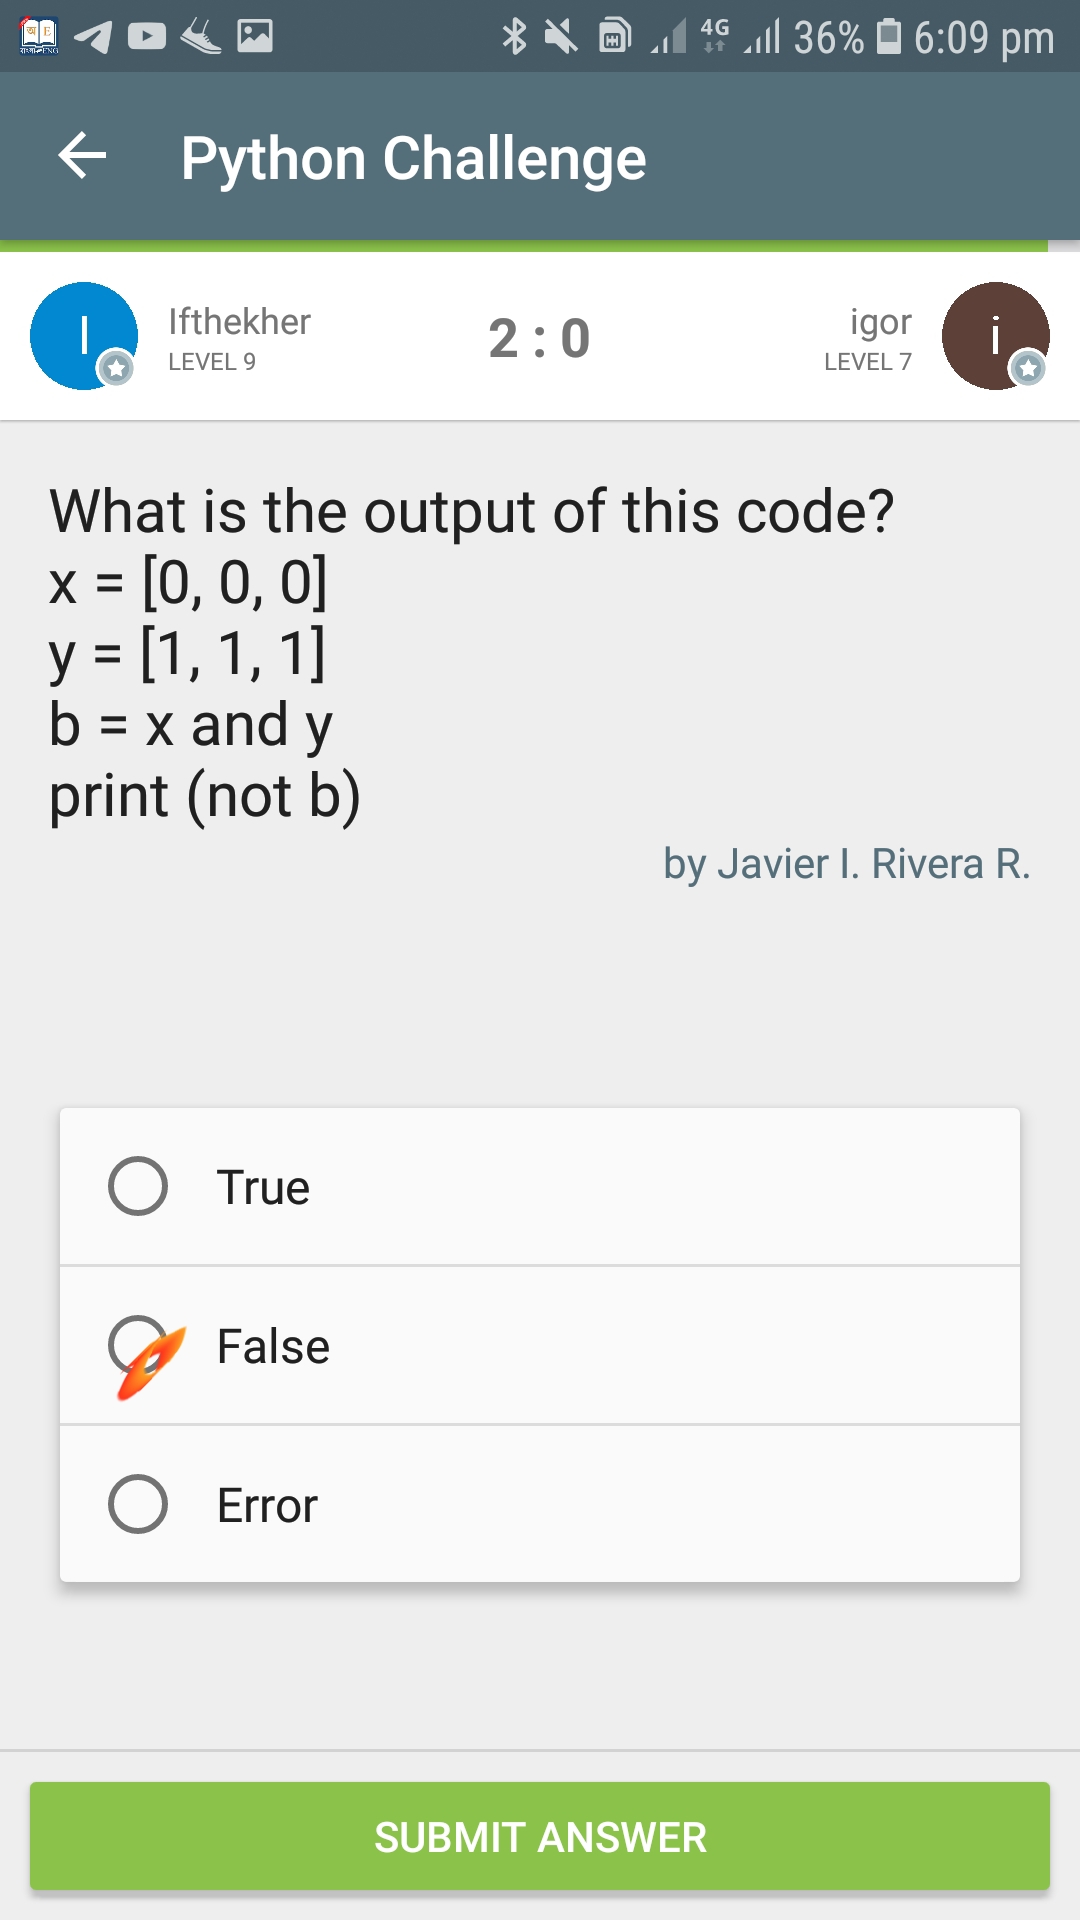 4G 36% 6:09 pm
Python Challenge
I
Ifthekher
LEVEL 9
2 : 0
igor
LEVEL 7
i
What is the output of this code?
x = [0, 0, 0]
y = [1, 1, 1]
b = x and y
print (not b)
by Javier I. Rivera R.
True
False
Error
SUBMIT ANSWER